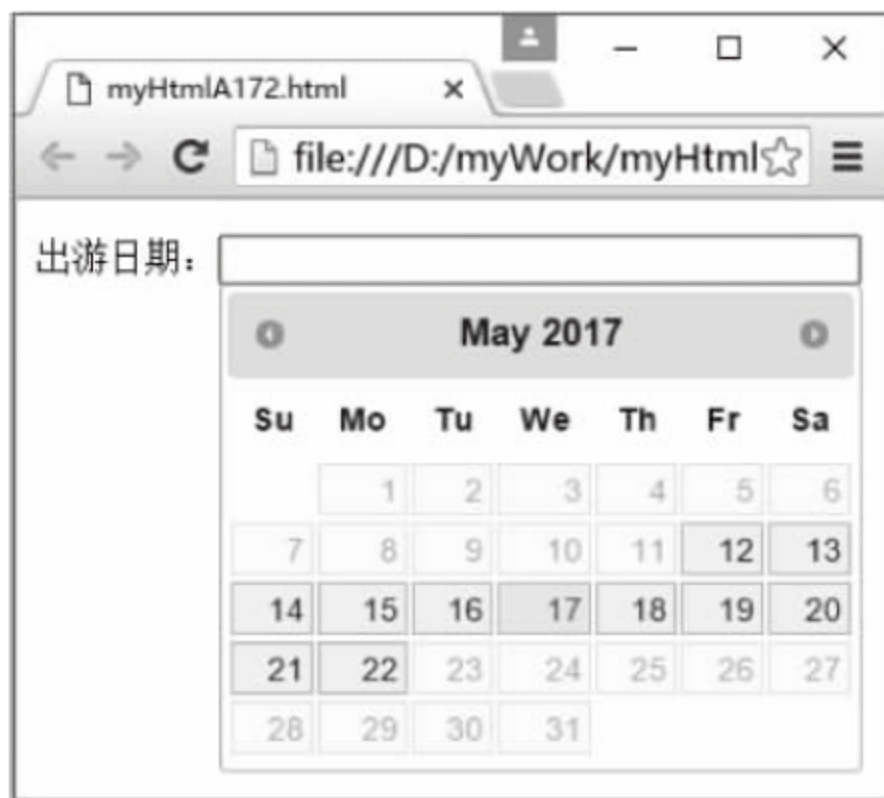 myHtmlA172.html
file:///D:/myWork/myHtml
出游日期：
May 2017
Su Mo Tu We Th Fr Sa
1 2 3 4 5 6
7 8 9 10 11 12 13
14 15 16 17 18 19 20
21 22 23 24 25 26 27
28 29 30 31